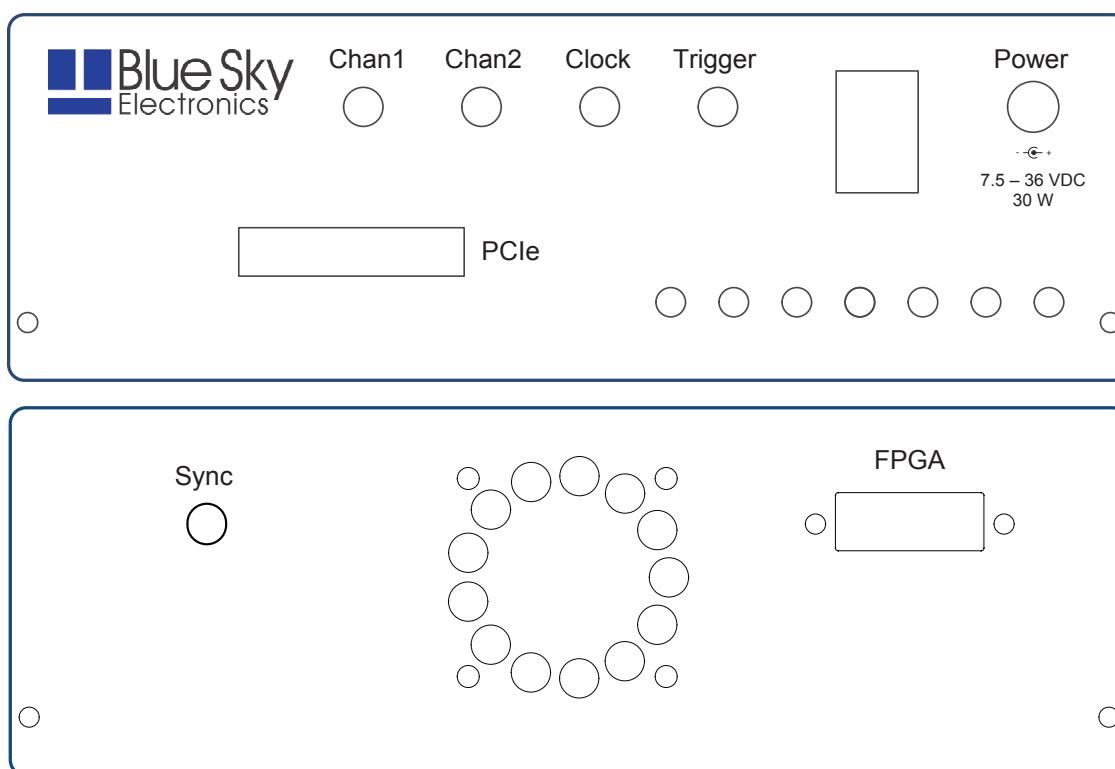 Blue Sky
Electronics
Chan1
Chan2
Clock
Trigger
Power
- +
7.5 – 36 VDC
30 W
PCIe
Sync
FPGA